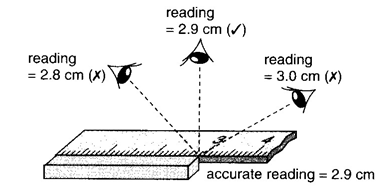 reading
= 2.9 cm (✓)
reading
= 2.8 cm (✗)
reading
= 3.0 cm (✗)
accurate reading = 2.9 cm